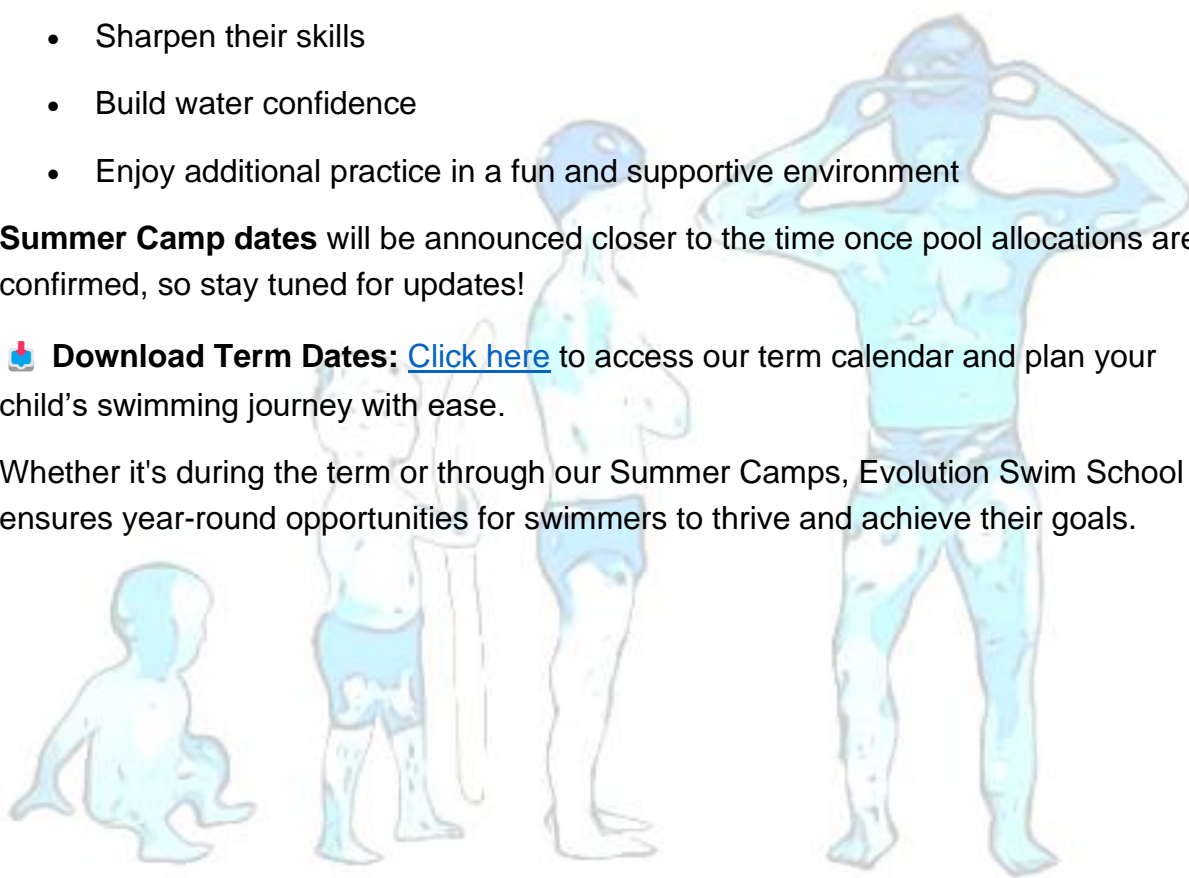 • Sharpen their skills
• Build water confidence
• Enjoy additional practice in a fun and supportive environment
Summer Camp dates will be announced closer to the time once pool allocations are
confirmed, so stay tuned for updates!
Download Term Dates: Click here to access our term calendar and plan your
child’s swimming journey with ease.
Whether it's during the term or through our Summer Camps, Evolution Swim School
ensures year-round opportunities for swimmers to thrive and achieve their goals.